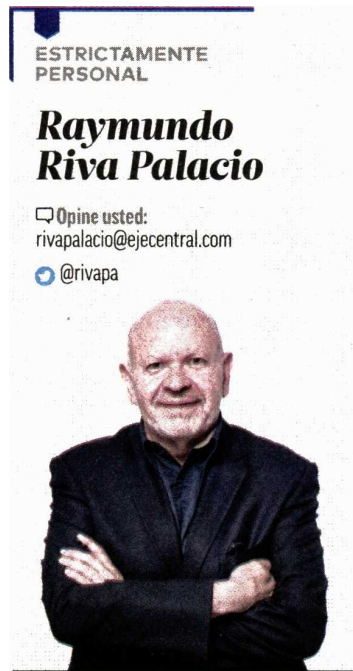 ESTRICTAMENTE
PERSONAL
Raymundo
Riva Palacio
Opine usted:
rivapalacio@ejecentral.com
@rivapa